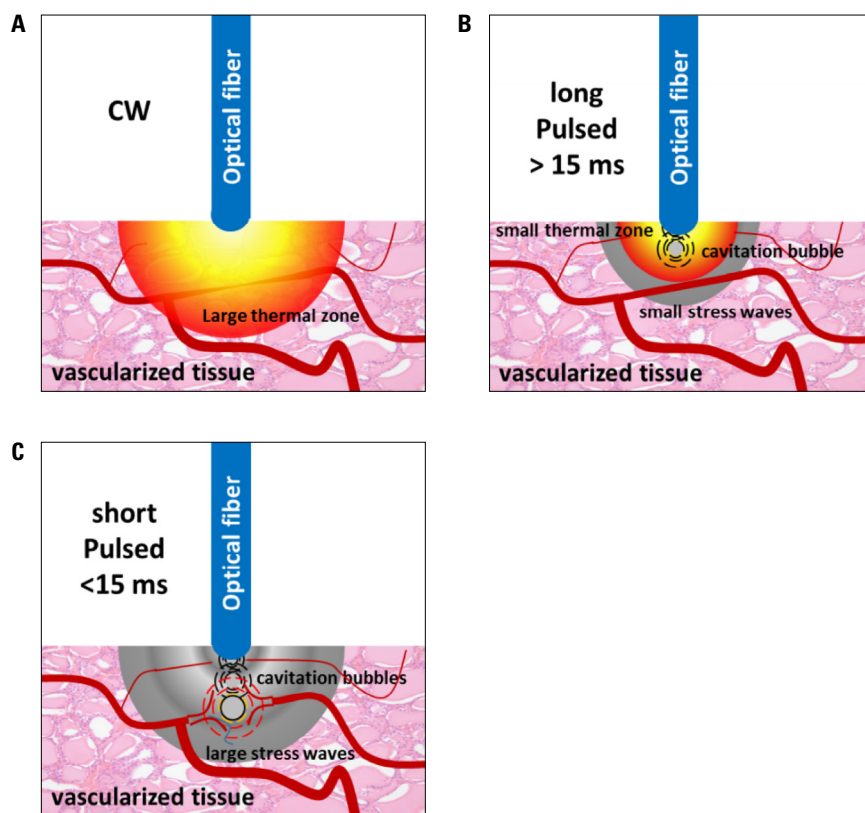 A
CW
Optical fiber
Large thermal zone
vascularized tissue
B
long
Pulsed
> 15 ms
Optical fiber
small thermal zone
cavitation bubble
small stress waves
vascularized tissue
C
short
Pulsed
<15 ms
Optical fiber
cavitation bubbles
large stress waves
vascularized tissue